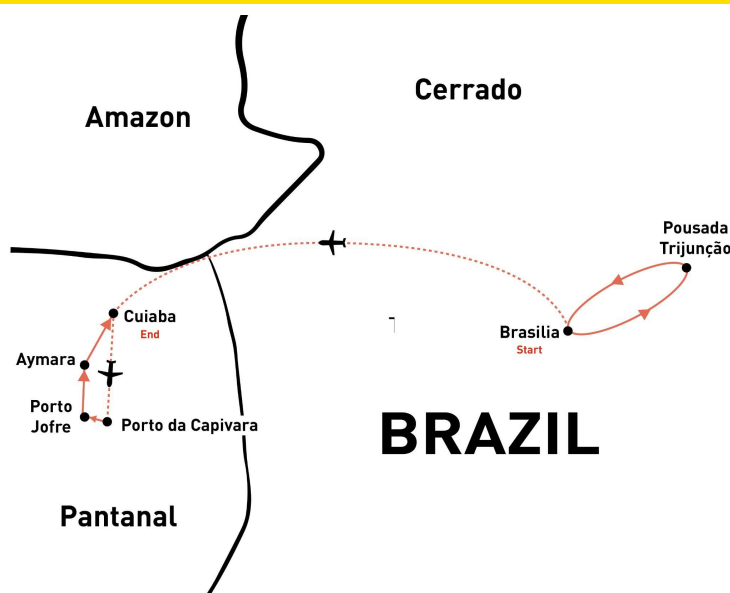 Cerrado
Amazon
Pousada
Trijunção
Cuiaba
End
Brasilia
Start
Aymara
Porto
Jofre
Porto da Capivara
BRAZIL
Pantanal